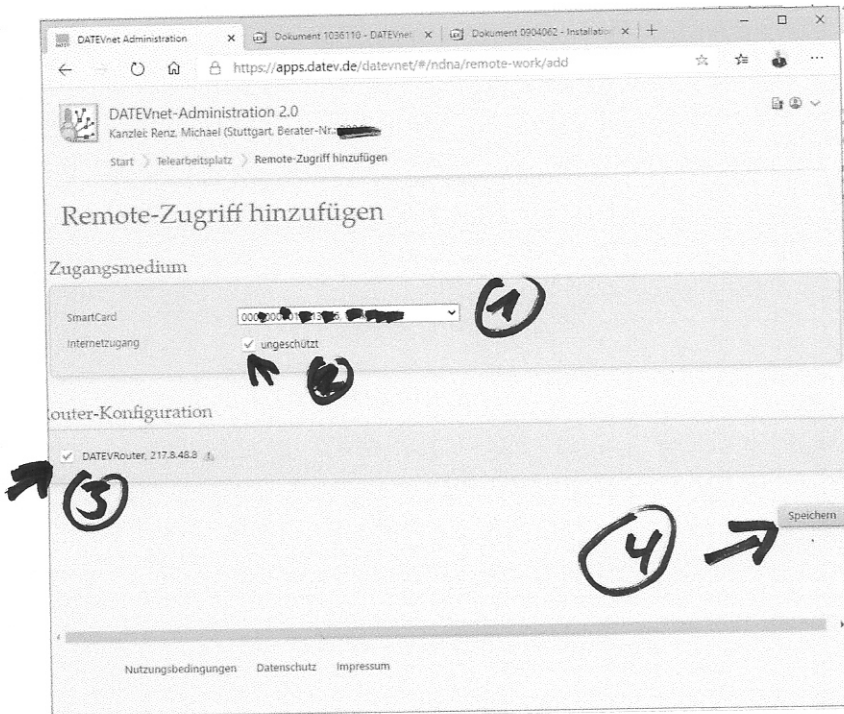 DATEVnet Administration
Dokument 1036110 - DATEVnet
Dokument 0904062 - Installatio
https://apps.datev.de/datevnet/#/ndna/remote-work/add
DATEVnet-Administration 2.0
Kanzlei: Renz, Michael (Stuttgart, Berater-Nr.:
Start > Telearbeitsplatz > Remote-Zugriff hinzufügen
Remote-Zugriff hinzufügen
Zugangsmedium
SmartCard
1
Internetzugang ungeschützt
2
outer-Konfiguration
DATEVRouter, 217.8.48.8
3
Speichern
4
Nutzungsbedingungen Datenschutz Impressum